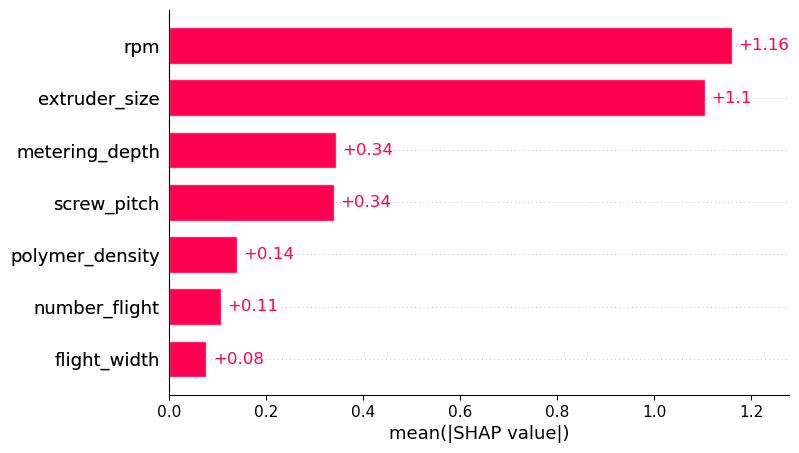 rpm +1.16
extruder_size +1.1
metering_depth +0.34
screw_pitch +0.34
polymer_density +0.14
number_flight +0.11
flight_width +0.08
0.0 0.2 0.4 0.6 0.8 1.0 1.2
mean(|SHAP value|)